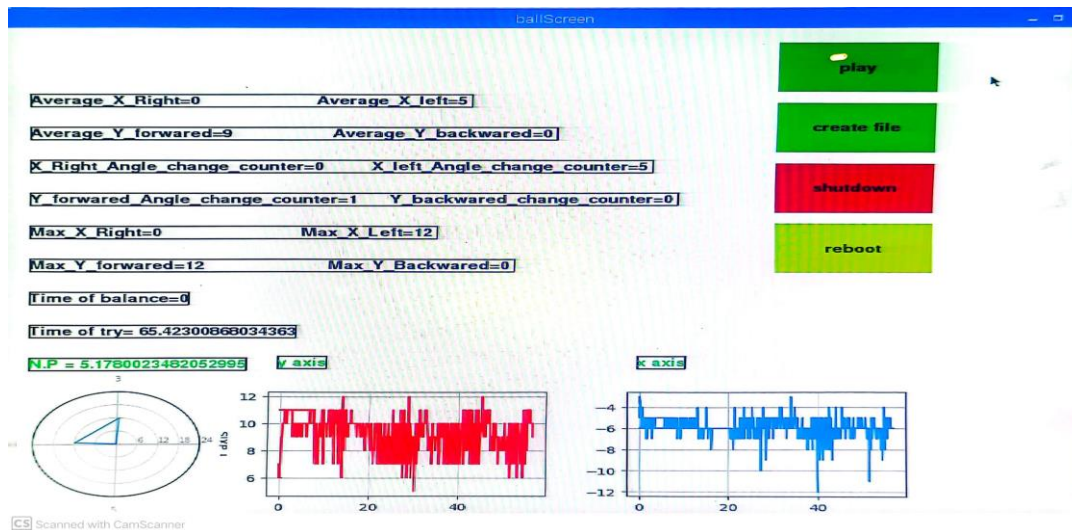 ballScreen
play
Average_X_Right=0 Average_X_left=5
create file
Average_Y_forwared=9 Average_Y_backwared=0
X_Right_Angle_change_counter=0 X_left_Angle_change_counter=5
shutdown
Y_forwared_Angle_change_counter=1 Y_backwared_change_counter=0
Max_X_Right=0 Max_X_Left=12
reboot
Max_Y_forwared=12 Max_Y_Backwared=0
Time of balance=0
Time of try= 65.42300868034363
N.P = 5.1780023482052995 y axis x axis
3
6 12 18 24
12
10
8
6
0 20 40
−4
−6
−8
−10
−12
0 20 40
CS Scanned with CamScanner